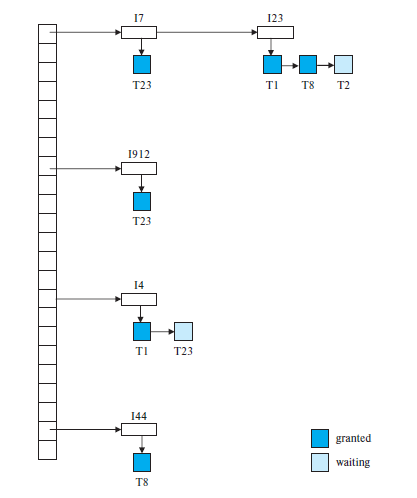 I7 I23
T23 T1 T8 T2
I912
T23
I4
T1 T23
I44
granted
waiting
T8